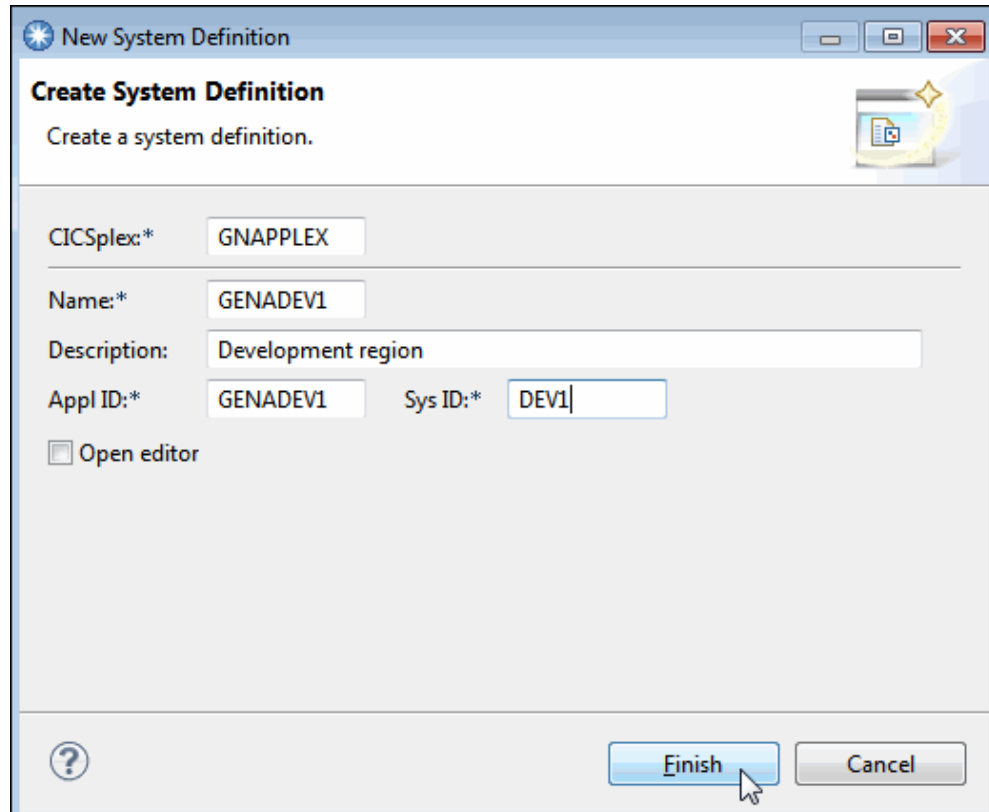 New System Definition
Create System Definition
Create a system definition.
CICSplex:* GNAPPLEX
Name:* GENADEV1
Description: Development region
Appl ID:* GENADEV1 Sys ID:* DEV1
Open editor
? Finish Cancel